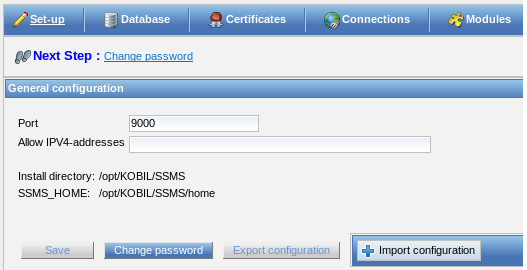 Set-up Database Certificates Connections Modules
Next Step : Change password
General configuration
Port 9000
Allow IPV4-addresses
Install directory: /opt/KOBIL/SSMS
SSMS_HOME: /opt/KOBIL/SSMS/home
Save Change password Export configuration Import configuration